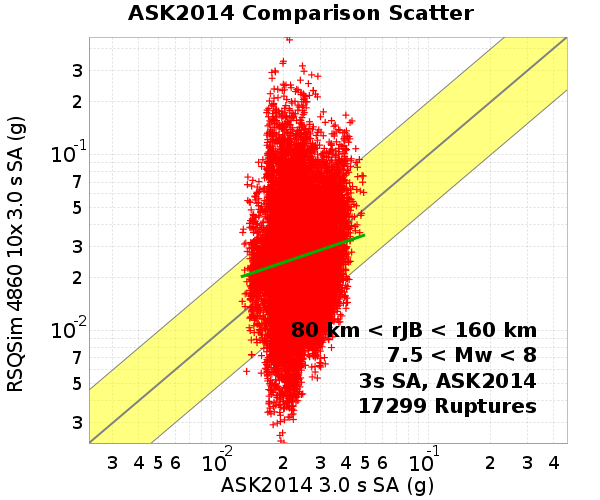 ASK2014 Comparison Scatter
RSQSim 4860 10x 3.0 s SA (g)
3
2
10-1
7
5
3
2
10-2
7
5
3
80 km < rJB < 160 km
7.5 < Mw < 8
3s SA, ASK2014
17299 Ruptures
3 4 5 6 10-2 2 3 4 5 6 10-1 2 3 4
ASK2014 3.0 s SA (g)